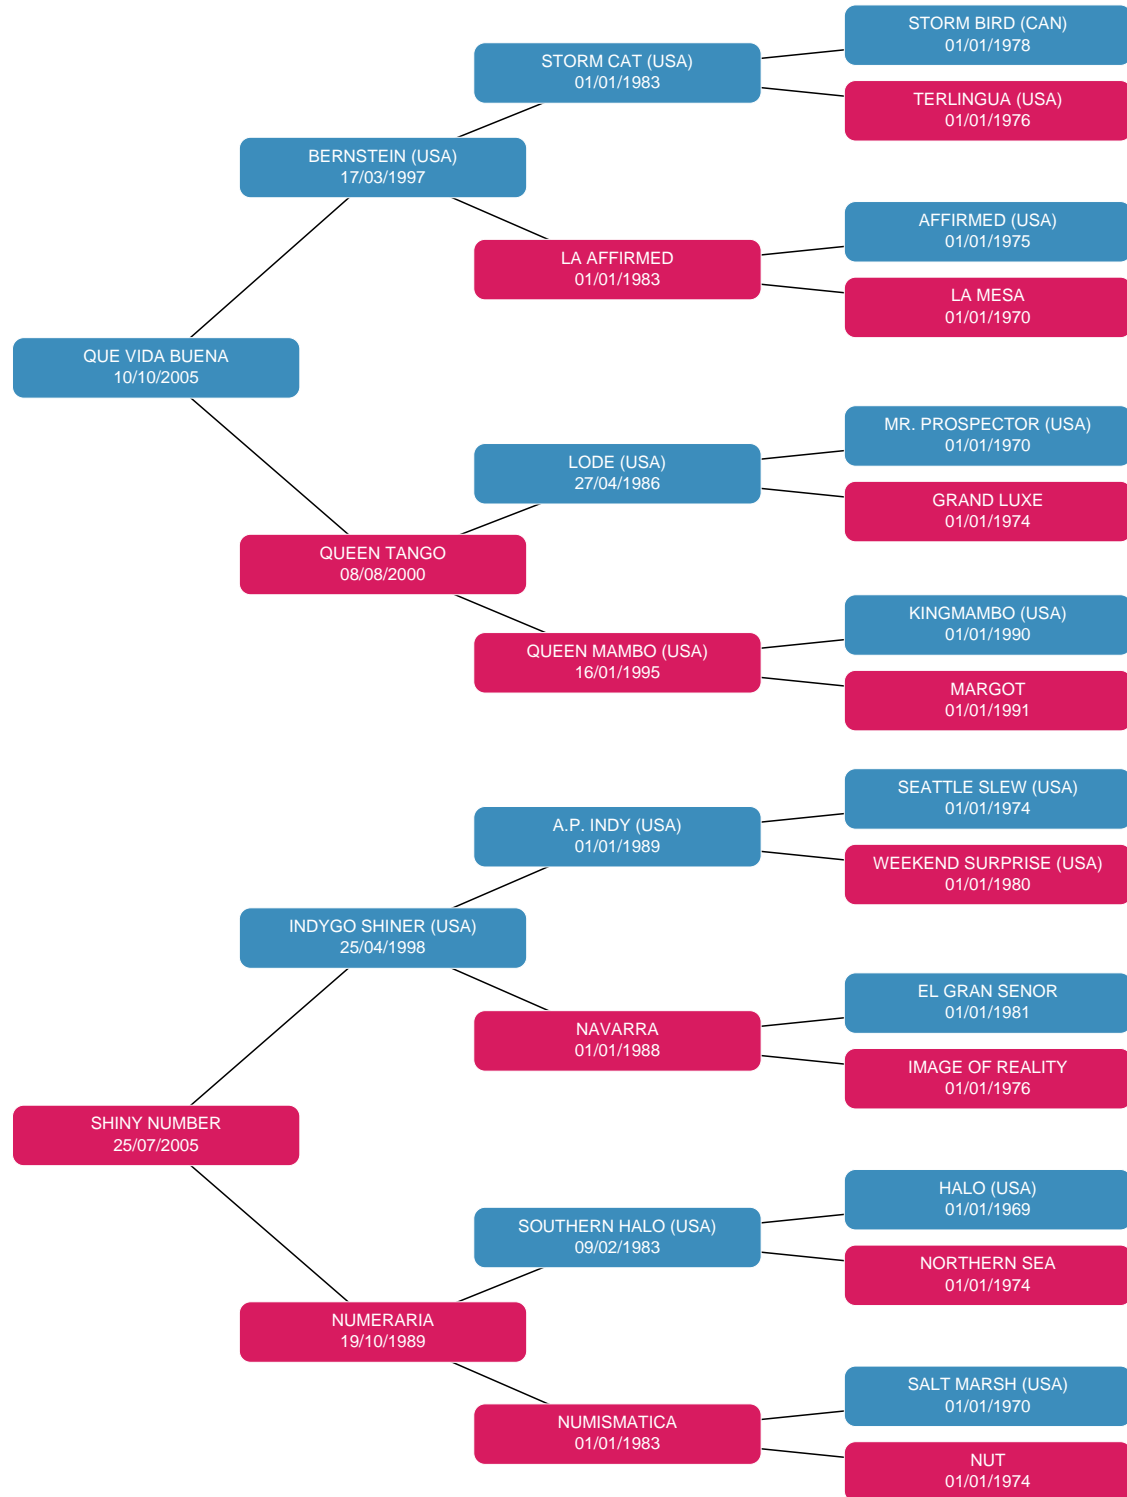 STORM BIRD (CAN)
01/01/1978
STORM CAT (USA)
01/01/1983
TERLINGUA (USA)
01/01/1976
BERNSTEIN (USA)
17/03/1997
AFFIRMED (USA)
01/01/1975
LA AFFIRMED
01/01/1983
LA MESA
01/01/1970
QUE VIDA BUENA
10/10/2005
MR. PROSPECTOR (USA)
01/01/1970
LODE (USA)
27/04/1986
GRAND LUXE
01/01/1974
QUEEN TANGO
08/08/2000
KINGMAMBO (USA)
01/01/1990
QUEEN MAMBO (USA)
16/01/1995
MARGOT
01/01/1991
SEATTLE SLEW (USA)
01/01/1974
A.P. INDY (USA)
01/01/1989
WEEKEND SURPRISE (USA)
01/01/1980
INDYGO SHINER (USA)
25/04/1998
EL GRAN SENOR
01/01/1981
NAVARRA
01/01/1988
IMAGE OF REALITY
01/01/1976
SHINY NUMBER
25/07/2005
HALO (USA)
01/01/1969
SOUTHERN HALO (USA)
09/02/1983
NORTHERN SEA
01/01/1974
NUMERARIA
19/10/1989
SALT MARSH (USA)
01/01/1970
NUMISMATICA
01/01/1983
NUT
01/01/1974